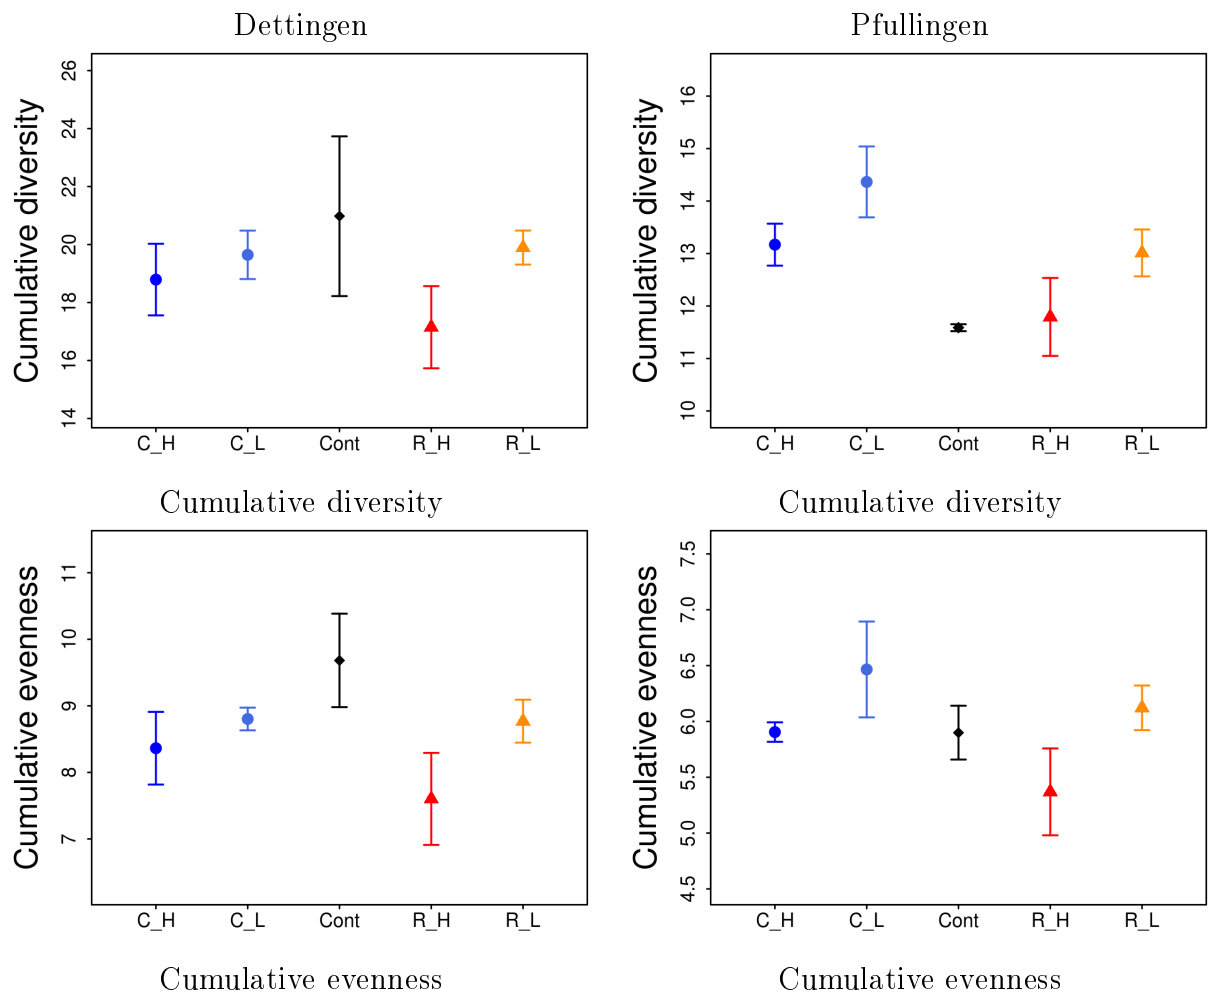 Dettingen
Cumulative diversity
26
24
22
20
18
16
14
C_H C_L Cont R_H R_L
Cumulative diversity
Pfullingen
Cumulative diversity
16
15
14
13
12
11
10
C_H C_L Cont R_H R_L
Cumulative diversity
Cumulative evenness
11
10
9
8
7
C_H C_L Cont R_H R_L
Cumulative evenness
Cumulative evenness
7.5
7.0
6.5
6.0
5.5
5.0
4.5
C_H C_L Cont R_H R_L
Cumulative evenness